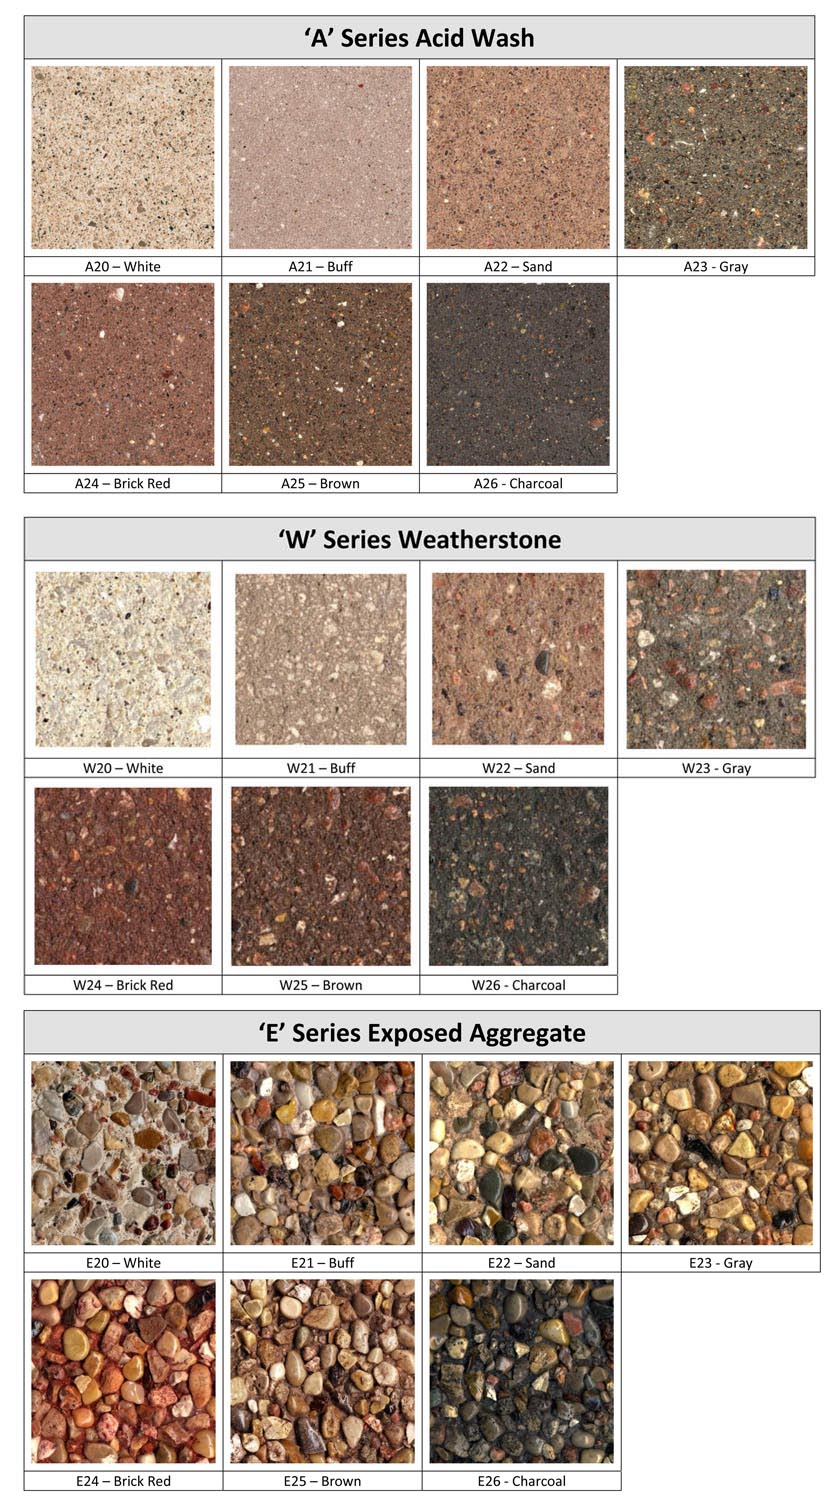 ‘A’ Series Acid Wash
A20 – White
A21 – Buff
A22 – Sand
A23 - Gray
A24 – Brick Red
A25 – Brown
A26 - Charcoal
‘W’ Series Weatherstone
W20 – White
W21 – Buff
W22 – Sand
W23 - Gray
W24 – Brick Red
W25 – Brown
W26 - Charcoal
‘E’ Series Exposed Aggregate
E20 – White
E21 – Buff
E22 – Sand
E23 - Gray
E24 – Brick Red
E25 – Brown
E26 - Charcoal